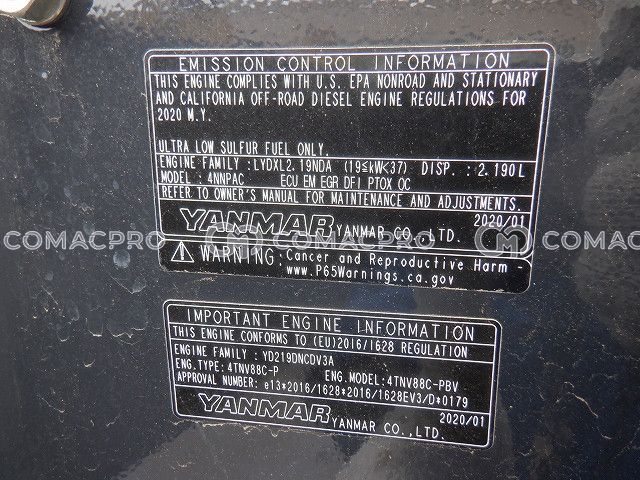 EMISSION CONTROL INFORMATION
THIS ENGINE COMPLIES WITH U.S. EPA NONROAD AND STATIONARY
AND CALIFORNIA OFF-ROAD DIESEL ENGINE REGULATIONS FOR
2020 M.Y.
ULTRA LOW SULFUR FUEL ONLY.
ENGINE FAMILY : LYDXL2.19NDA (19≦kW<37) DISP. : 2.190L
MODEL : 4NNPAC ECU EM EGR DFI PTOX OC
REFER TO OWNER'S MANUAL FOR MAINTENANCE AND ADJUSTMENTS.
YANMAR YANMAR CO., LTD. 2020/01
COMACPRO COMACPRO COMACPRO
WARNING: Cancer and Reproductive Harm -
www.P65Warnings.ca.gov
IMPORTANT ENGINE INFORMATION
THIS ENGINE CONFORMS TO (EU)2016/1628 REGULATION
ENGINE FAMILY : YD219DNCDV3A
ENG.TYPE: 4TNV88C-P ENG.MODEL: 4TNV88C-PBV
APPROVAL NUMBER : e13*2016/1628*2016/1628EV3/D*0179
YANMAR YANMAR CO.,LTD. 2020/01